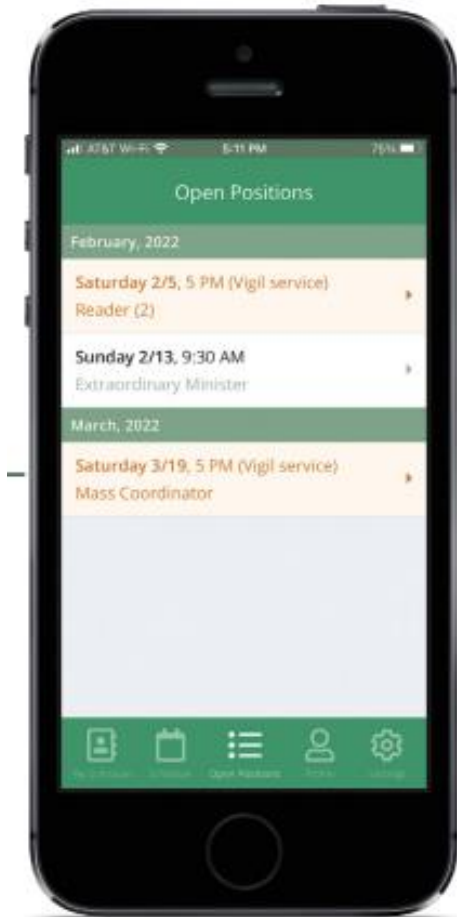 AT&T Wi-Fi 5:11 PM 76%
Open Positions
February, 2022
Saturday 2/5, 5 PM (Vigil service)
Reader (2)
Sunday 2/13, 9:30 AM
Extraordinary Minister
March, 2022
Saturday 3/19, 5 PM (Vigil service)
Mass Coordinator
Open Positions